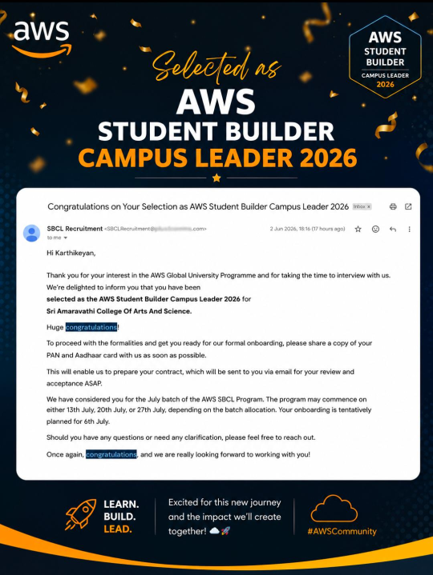 aws
AWS
STUDENT
BUILDER
CAMPUS LEADER
2026
Selected as
AWS
STUDENT BUILDER
CAMPUS LEADER 2026
Congratulations on Your Selection as AWS Student Builder Campus Leader 2026 Inbox x
SBCL Recruitment <SBCLRecruitment@ .com>
2 Jun 2026, 18:16 (17 hours ago)
to me
Hi Karthikeyan,
Thank you for your interest in the AWS Global University Programme and for taking the time to interview with us.
We're delighted to inform you that you have been
selected as the AWS Student Builder Campus Leader 2026 for
Sri Amaravathi College Of Arts And Science.
Huge congratulations!
To proceed with the formalities and get you ready for our formal onboarding, please share a copy of your
PAN and Aadhaar card with us as soon as possible.
This will enable us to prepare your contract, which will be sent to you via email for your review and
acceptance ASAP.
We have considered you for the July batch of the AWS SBCL Program. The program may commence on
either 13th July, 20th July, or 27th July, depending on the batch allocation. Your onboarding is tentatively
planned for 6th July.
Should you have any questions or need any clarification, please feel free to reach out.
Once again, congratulations, and we are really looking forward to working with you!
LEARN.
BUILD.
LEAD.
Excited for this new journey
and the impact we'll create
together! ☁️🚀
#AWSCommunity